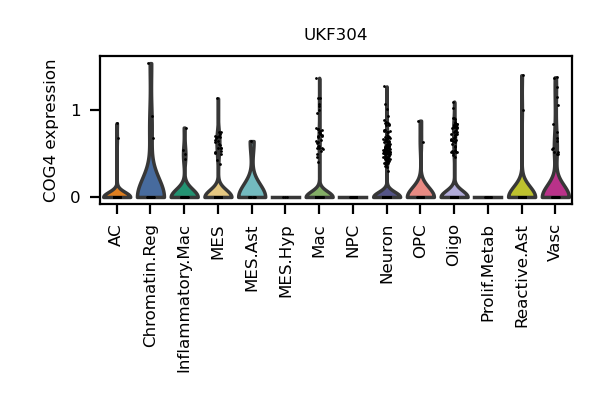 UKF304
COG4 expression
1
0
AC
Chromatin.Reg
Inflammatory.Mac
MES
MES.Ast
MES.Hyp
Mac
NPC
Neuron
OPC
Oligo
Prolif.Metab
Reactive.Ast
Vasc